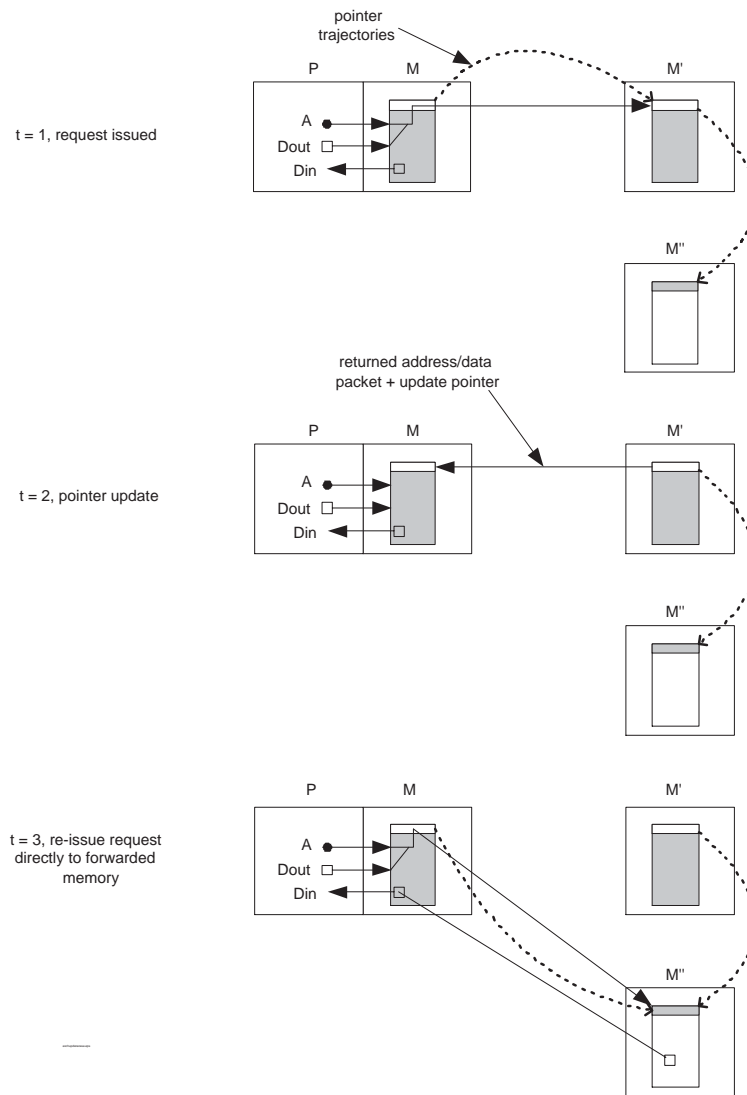 pointer
trajectories
P
M
M'
t = 1, request issued
A
Dout
Din
M"
returned address/data
packet + update pointer
P
M
M'
t = 2, pointer update
A
Dout
Din
M"
P
M
M'
t = 3, re-issue request
directly to forwarded
memory
A
Dout
Din
M"